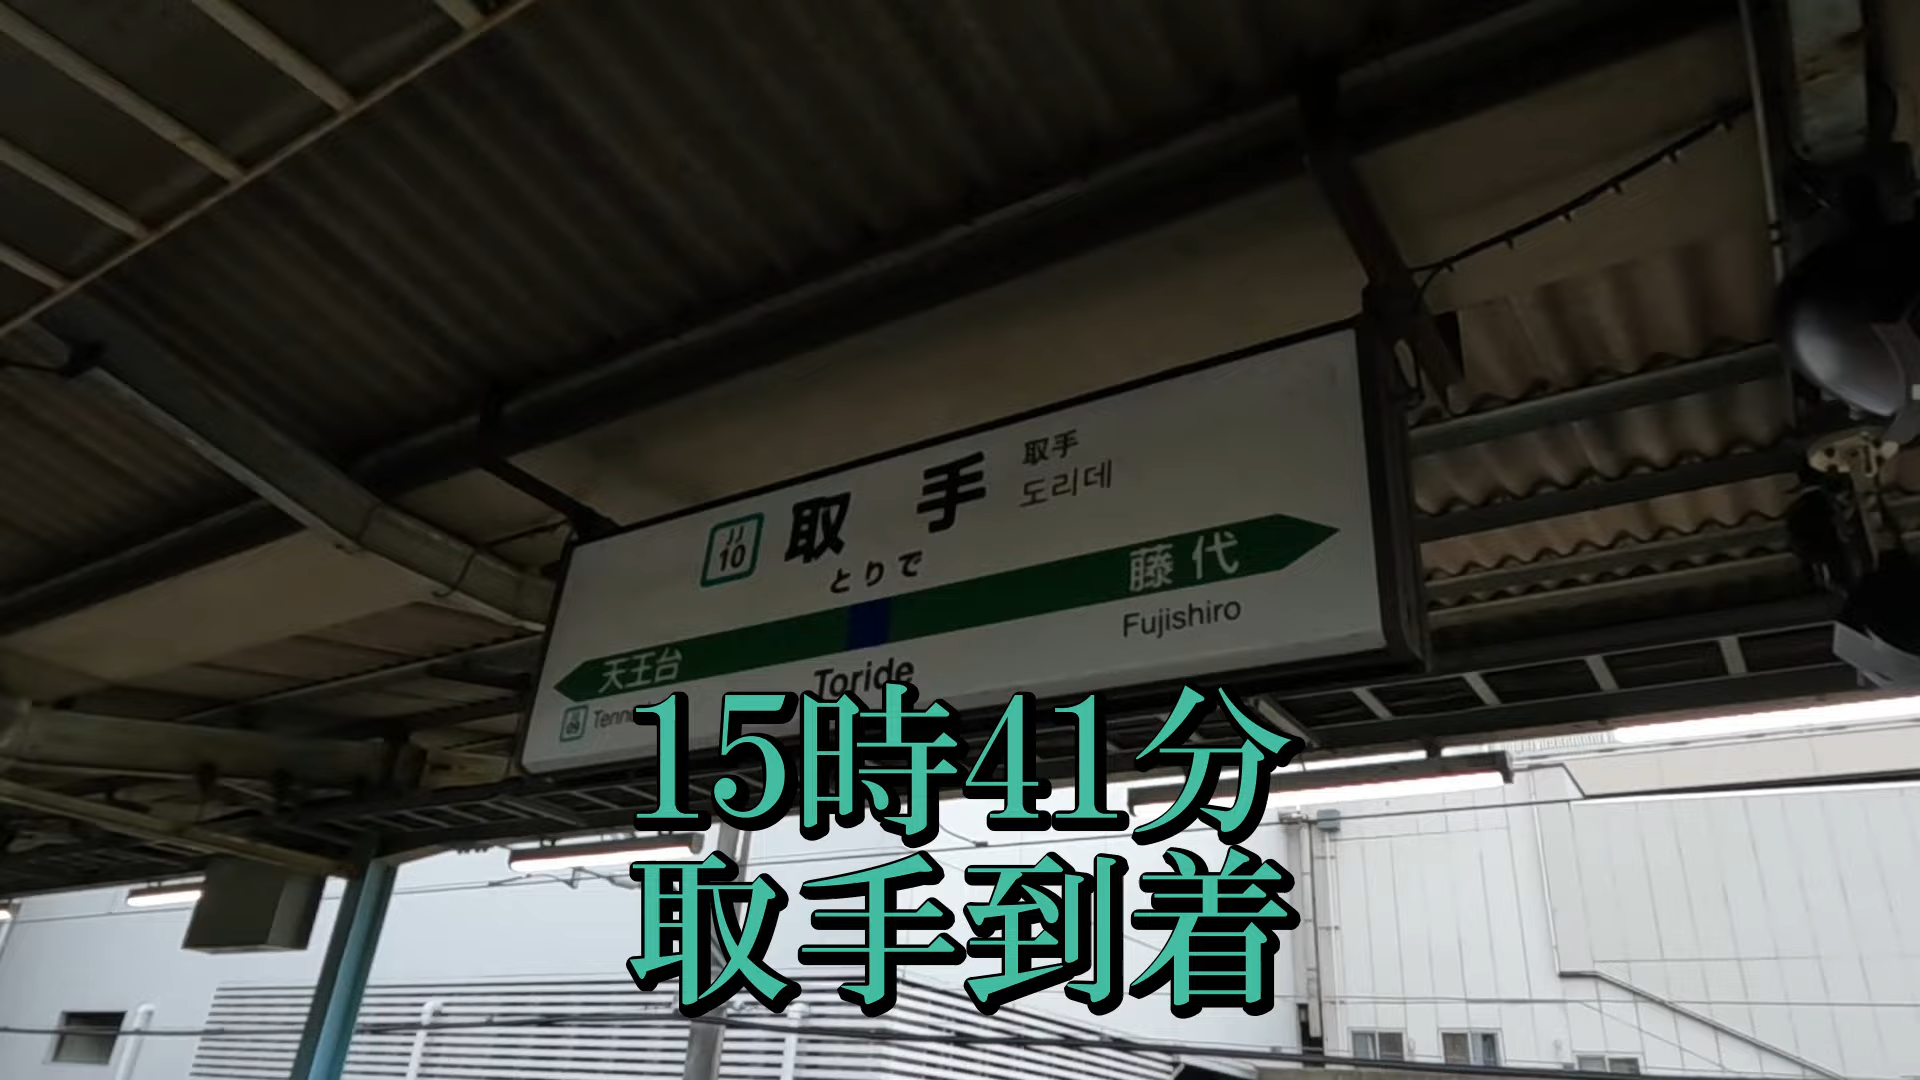 取手
도리데
JJ
10
取手
とりで
藤代
Fujishiro
天王台
Toride
15時41分
取手到着